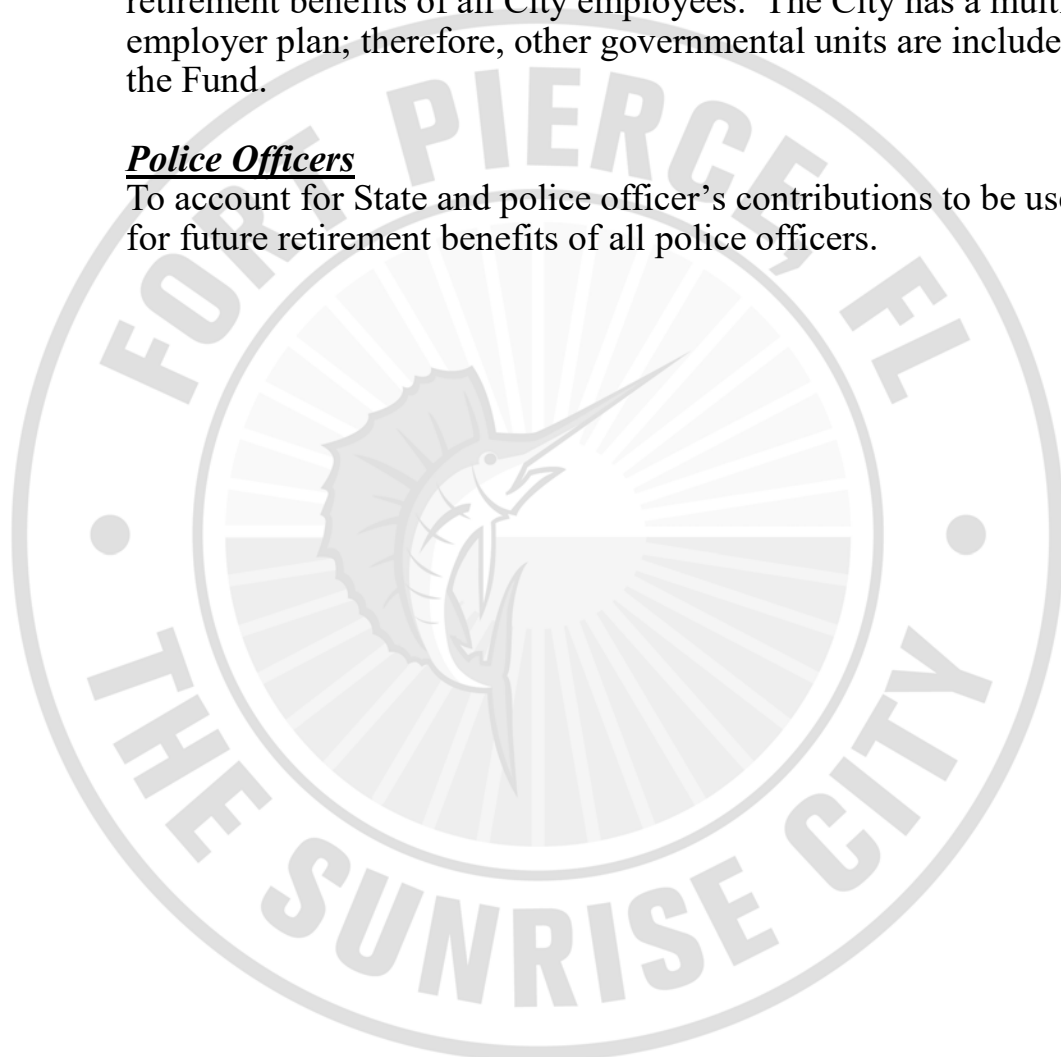 retirement benefits of all City employees. The City has a multi
employer plan; therefore, other governmental units are include
the Fund.
Police Officers
To account for State and police officer’s contributions to be use
for future retirement benefits of all police officers.
FORT PIERCE, FL
THE SUNRISE CITY